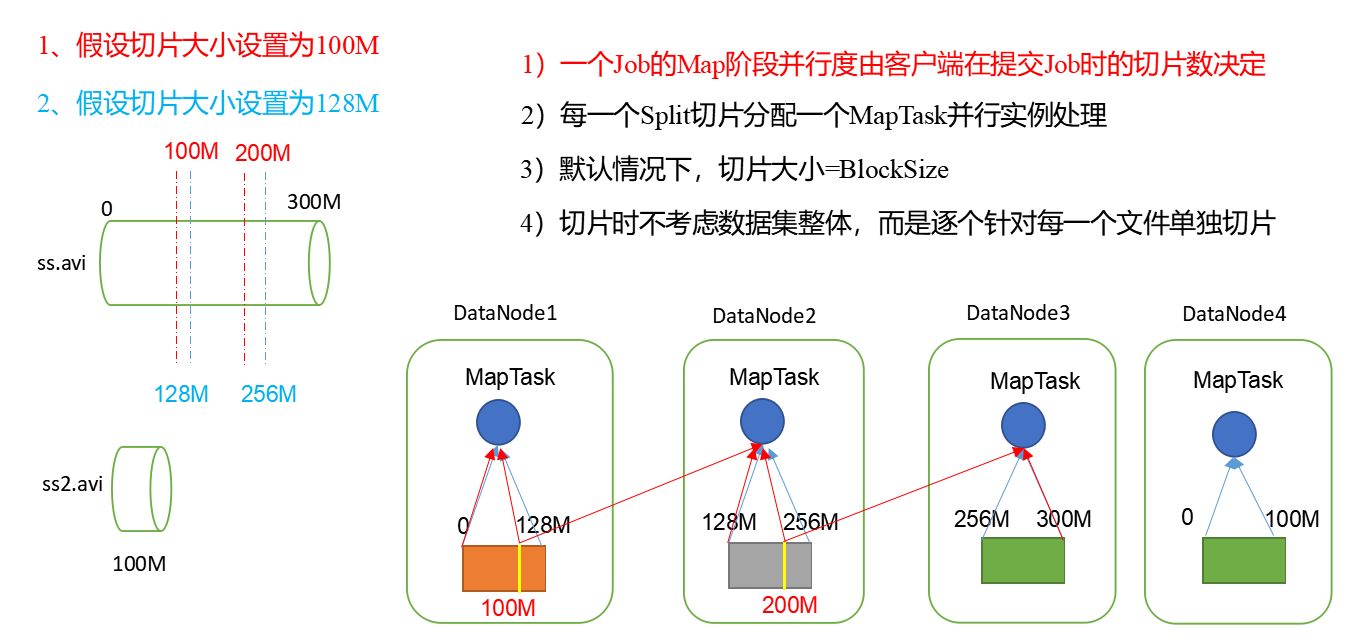 1、假设切片大小设置为100M
2、假设切片大小设置为128M
1）一个Job的Map阶段并行度由客户端在提交Job时的切片数决定
2）每一个Split切片分配一个MapTask并行实例处理
3）默认情况下，切片大小=BlockSize
4）切片时不考虑数据集整体，而是逐个针对每一个文件单独切片
100M 200M
0 300M
ss.avi
128M 256M
ss2.avi
100M
DataNode1 DataNode2 DataNode3 DataNode4
MapTask MapTask MapTask MapTask
0 128M 128M 256M 256M 300M 0 100M
100M 200M